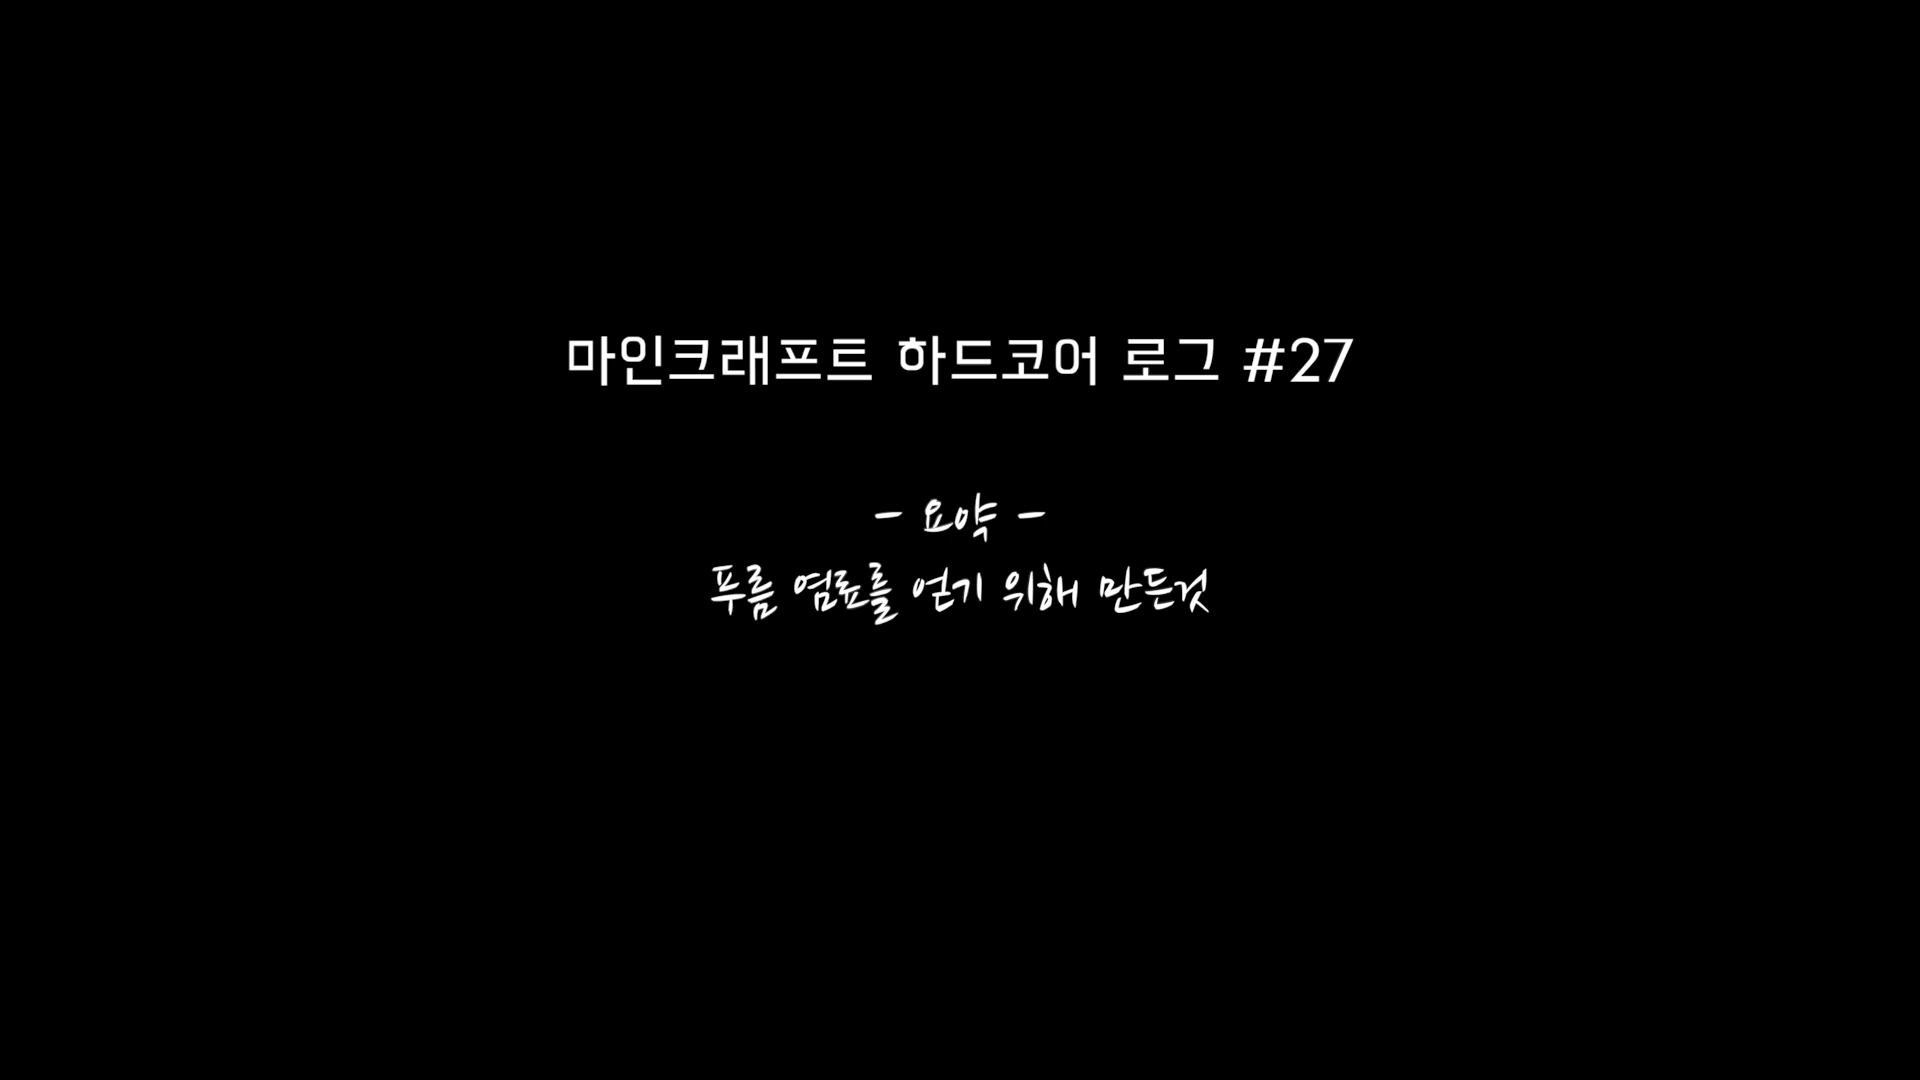 마인크래프트 하드코어 로그 #27
- 요약 -
푸름 염료를 얻기 위해 만든것